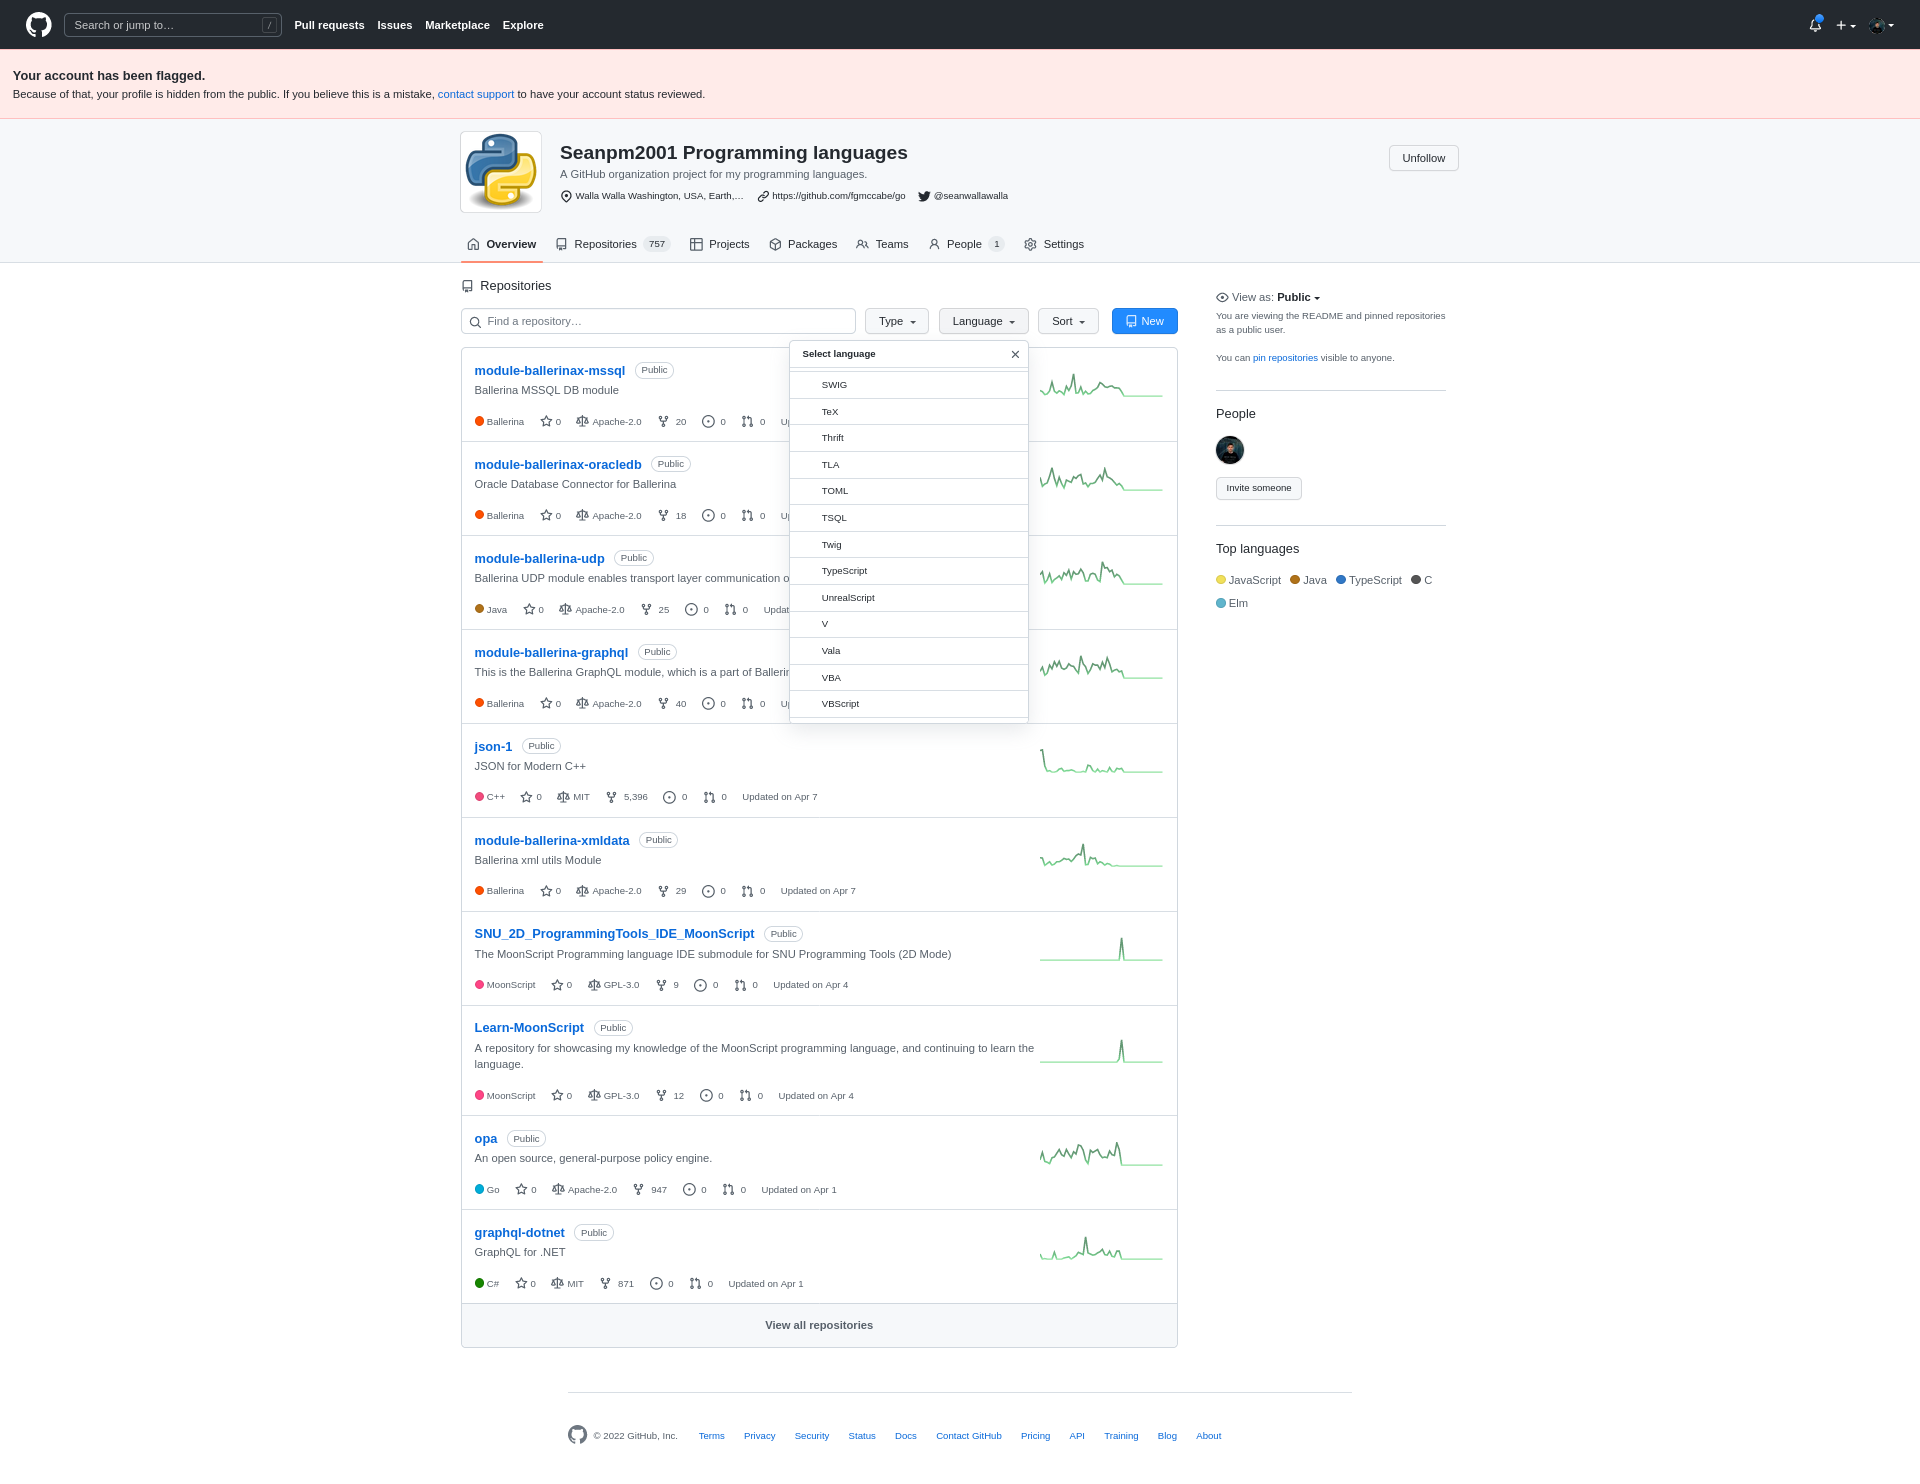 Search or jump to…
/
Pull requests
Issues
Marketplace
Explore
Your account has been flagged.
Because of that, your profile is hidden from the public. If you believe this is a mistake, contact support to have your account status reviewed.
Seanpm2001 Programming languages
A GitHub organization project for my programming languages.
Walla Walla Washington, USA, Earth,…
https://github.com/fgmccabe/go
@seanwallawalla
Unfollow
Overview
Repositories 757
Projects
Packages
Teams
People 1
Settings
Repositories
Find a repository…
Type
Language
Sort
New
Select language
SWIG
TeX
Thrift
TLA
TOML
TSQL
Twig
TypeScript
UnrealScript
V
Vala
VBA
VBScript
module-ballerinax-mssql Public
Ballerina MSSQL DB module
Ballerina 0 Apache-2.0 20 0 0
module-ballerinax-oracledb Public
Oracle Database Connector for Ballerina
Ballerina 0 Apache-2.0 18 0 0
module-ballerina-udp Public
Ballerina UDP module enables transport layer communication o
Java 0 Apache-2.0 25 0 0 Updat
module-ballerina-graphql Public
This is the Ballerina GraphQL module, which is a part of Ballerin
Ballerina 0 Apache-2.0 40 0 0
json-1 Public
JSON for Modern C++
C++ 0 MIT 5,396 0 0 Updated on Apr 7
module-ballerina-xmldata Public
Ballerina xml utils Module
Ballerina 0 Apache-2.0 29 0 0 Updated on Apr 7
SNU_2D_ProgrammingTools_IDE_MoonScript Public
The MoonScript Programming language IDE submodule for SNU Programming Tools (2D Mode)
MoonScript 0 GPL-3.0 9 0 0 Updated on Apr 4
Learn-MoonScript Public
A repository for showcasing my knowledge of the MoonScript programming language, and continuing to learn the
language.
MoonScript 0 GPL-3.0 12 0 0 Updated on Apr 4
opa Public
An open source, general-purpose policy engine.
Go 0 Apache-2.0 947 0 0 Updated on Apr 1
graphql-dotnet Public
GraphQL for .NET
C# 0 MIT 871 0 0 Updated on Apr 1
View all repositories
View as: Public
You are viewing the README and pinned repositories
as a public user.
You can pin repositories visible to anyone.
People
Invite someone
Top languages
JavaScript Java TypeScript C
Elm
© 2022 GitHub, Inc.
Terms
Privacy
Security
Status
Docs
Contact GitHub
Pricing
API
Training
Blog
About